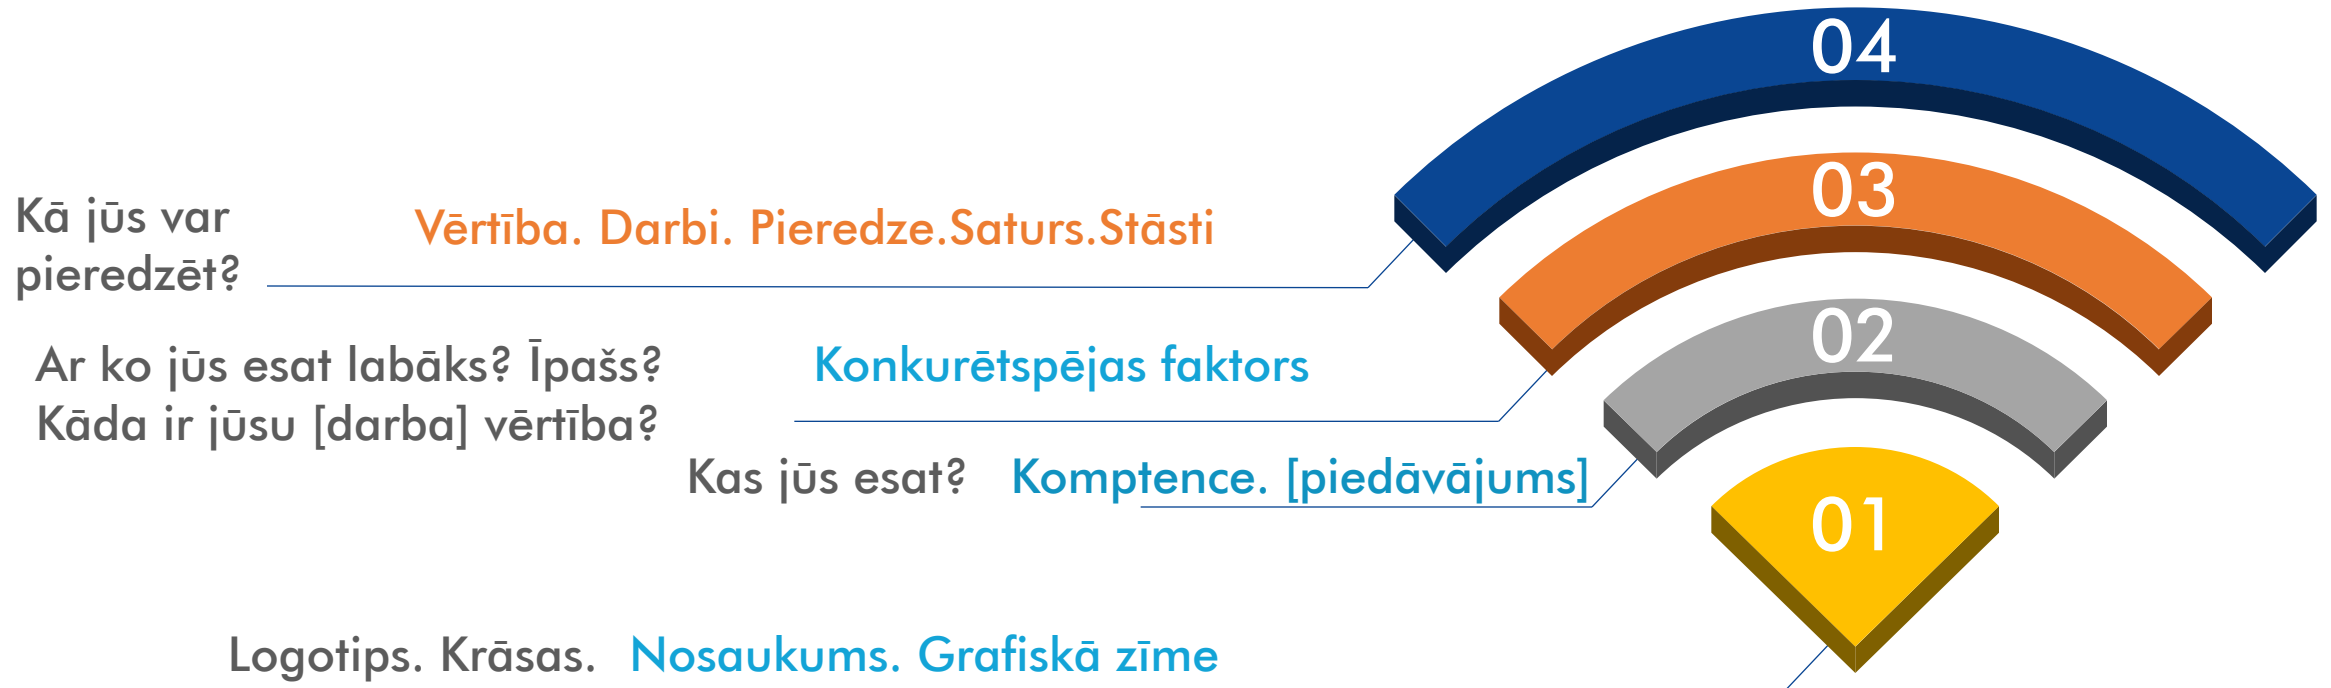 04
03
Kā jūs var
pieredzēt?
Vērtība. Darbi. Pieredze.Saturs.Stāsti
02
Ar ko jūs esat labāks? Īpašs?
Kāda ir jūsu [darba] vērtība?
Konkurētspējas faktors
Kas jūs esat? Komptence. [piedāvājums]
01
Logotips. Krāsas. Nosaukums. Grafiskā zīme